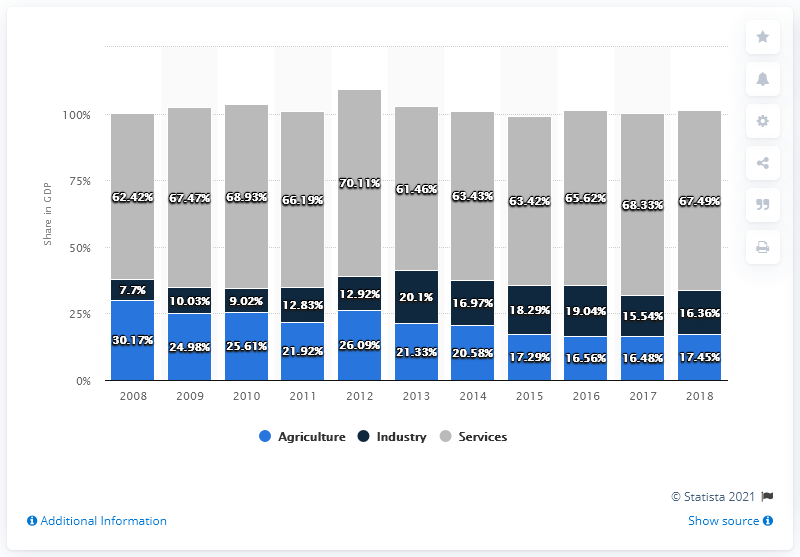 100%
75%
50%
25%
0%
Share in GDP
62.42% 67.47% 68.93% 66.19% 70.11% 61.46% 63.43% 63.42% 65.62% 68.33% 67.49%
7.7% 10.03% 9.02% 12.83% 12.92% 20.1% 16.97% 18.29% 19.04% 15.54% 16.36%
30.17% 24.98% 25.61% 21.92% 26.09% 21.33% 20.58% 17.29% 16.56% 16.48% 17.45%
2008 2009 2010 2011 2012 2013 2014 2015 2016 2017 2018
Agriculture Industry Services
© Statista 2021
Additional Information Show source